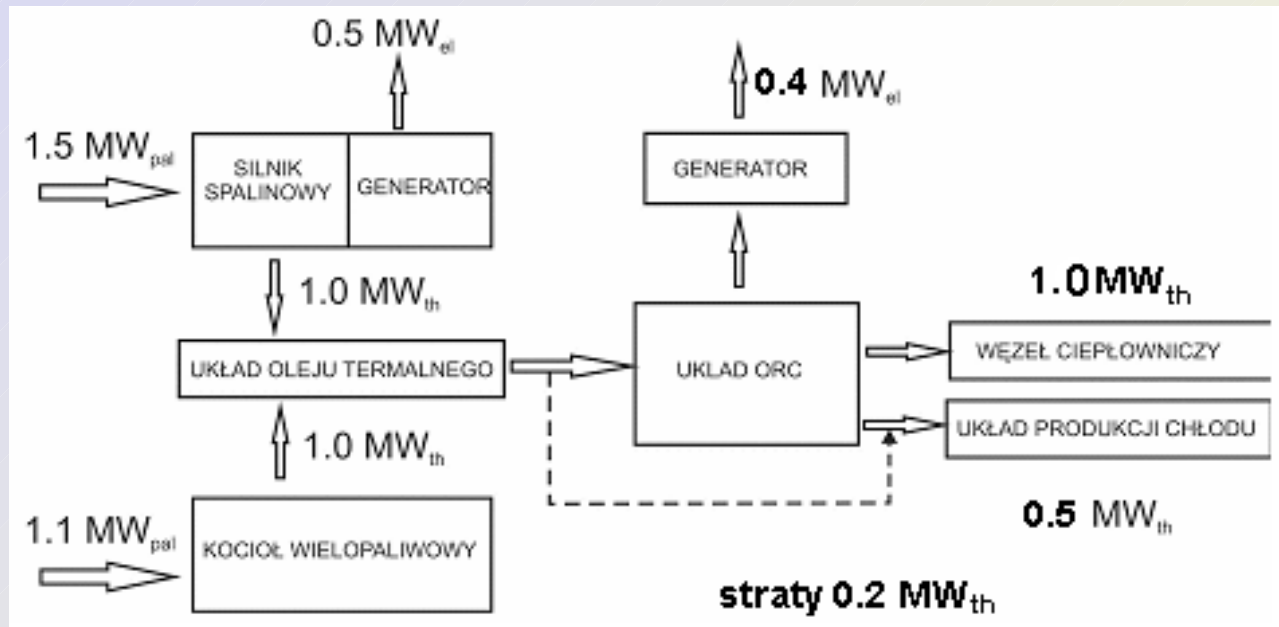 0.5 MWel
0.4 MWel
1.5 MWpal
SILNIK
SPALINOWY
GENERATOR
GENERATOR
1.0 MWth
1.0 MWth
UKŁAD OLEJU TERMALNEGO
UKLAD ORC
WĘZEŁ CIEPŁOWNICZY
UKŁAD PRODUKCJI CHŁODU
1.0 MWth
0.5 MWth
1.1 MWpal
KOCIOŁ WIELOPALIWOWY
straty 0.2 MWth